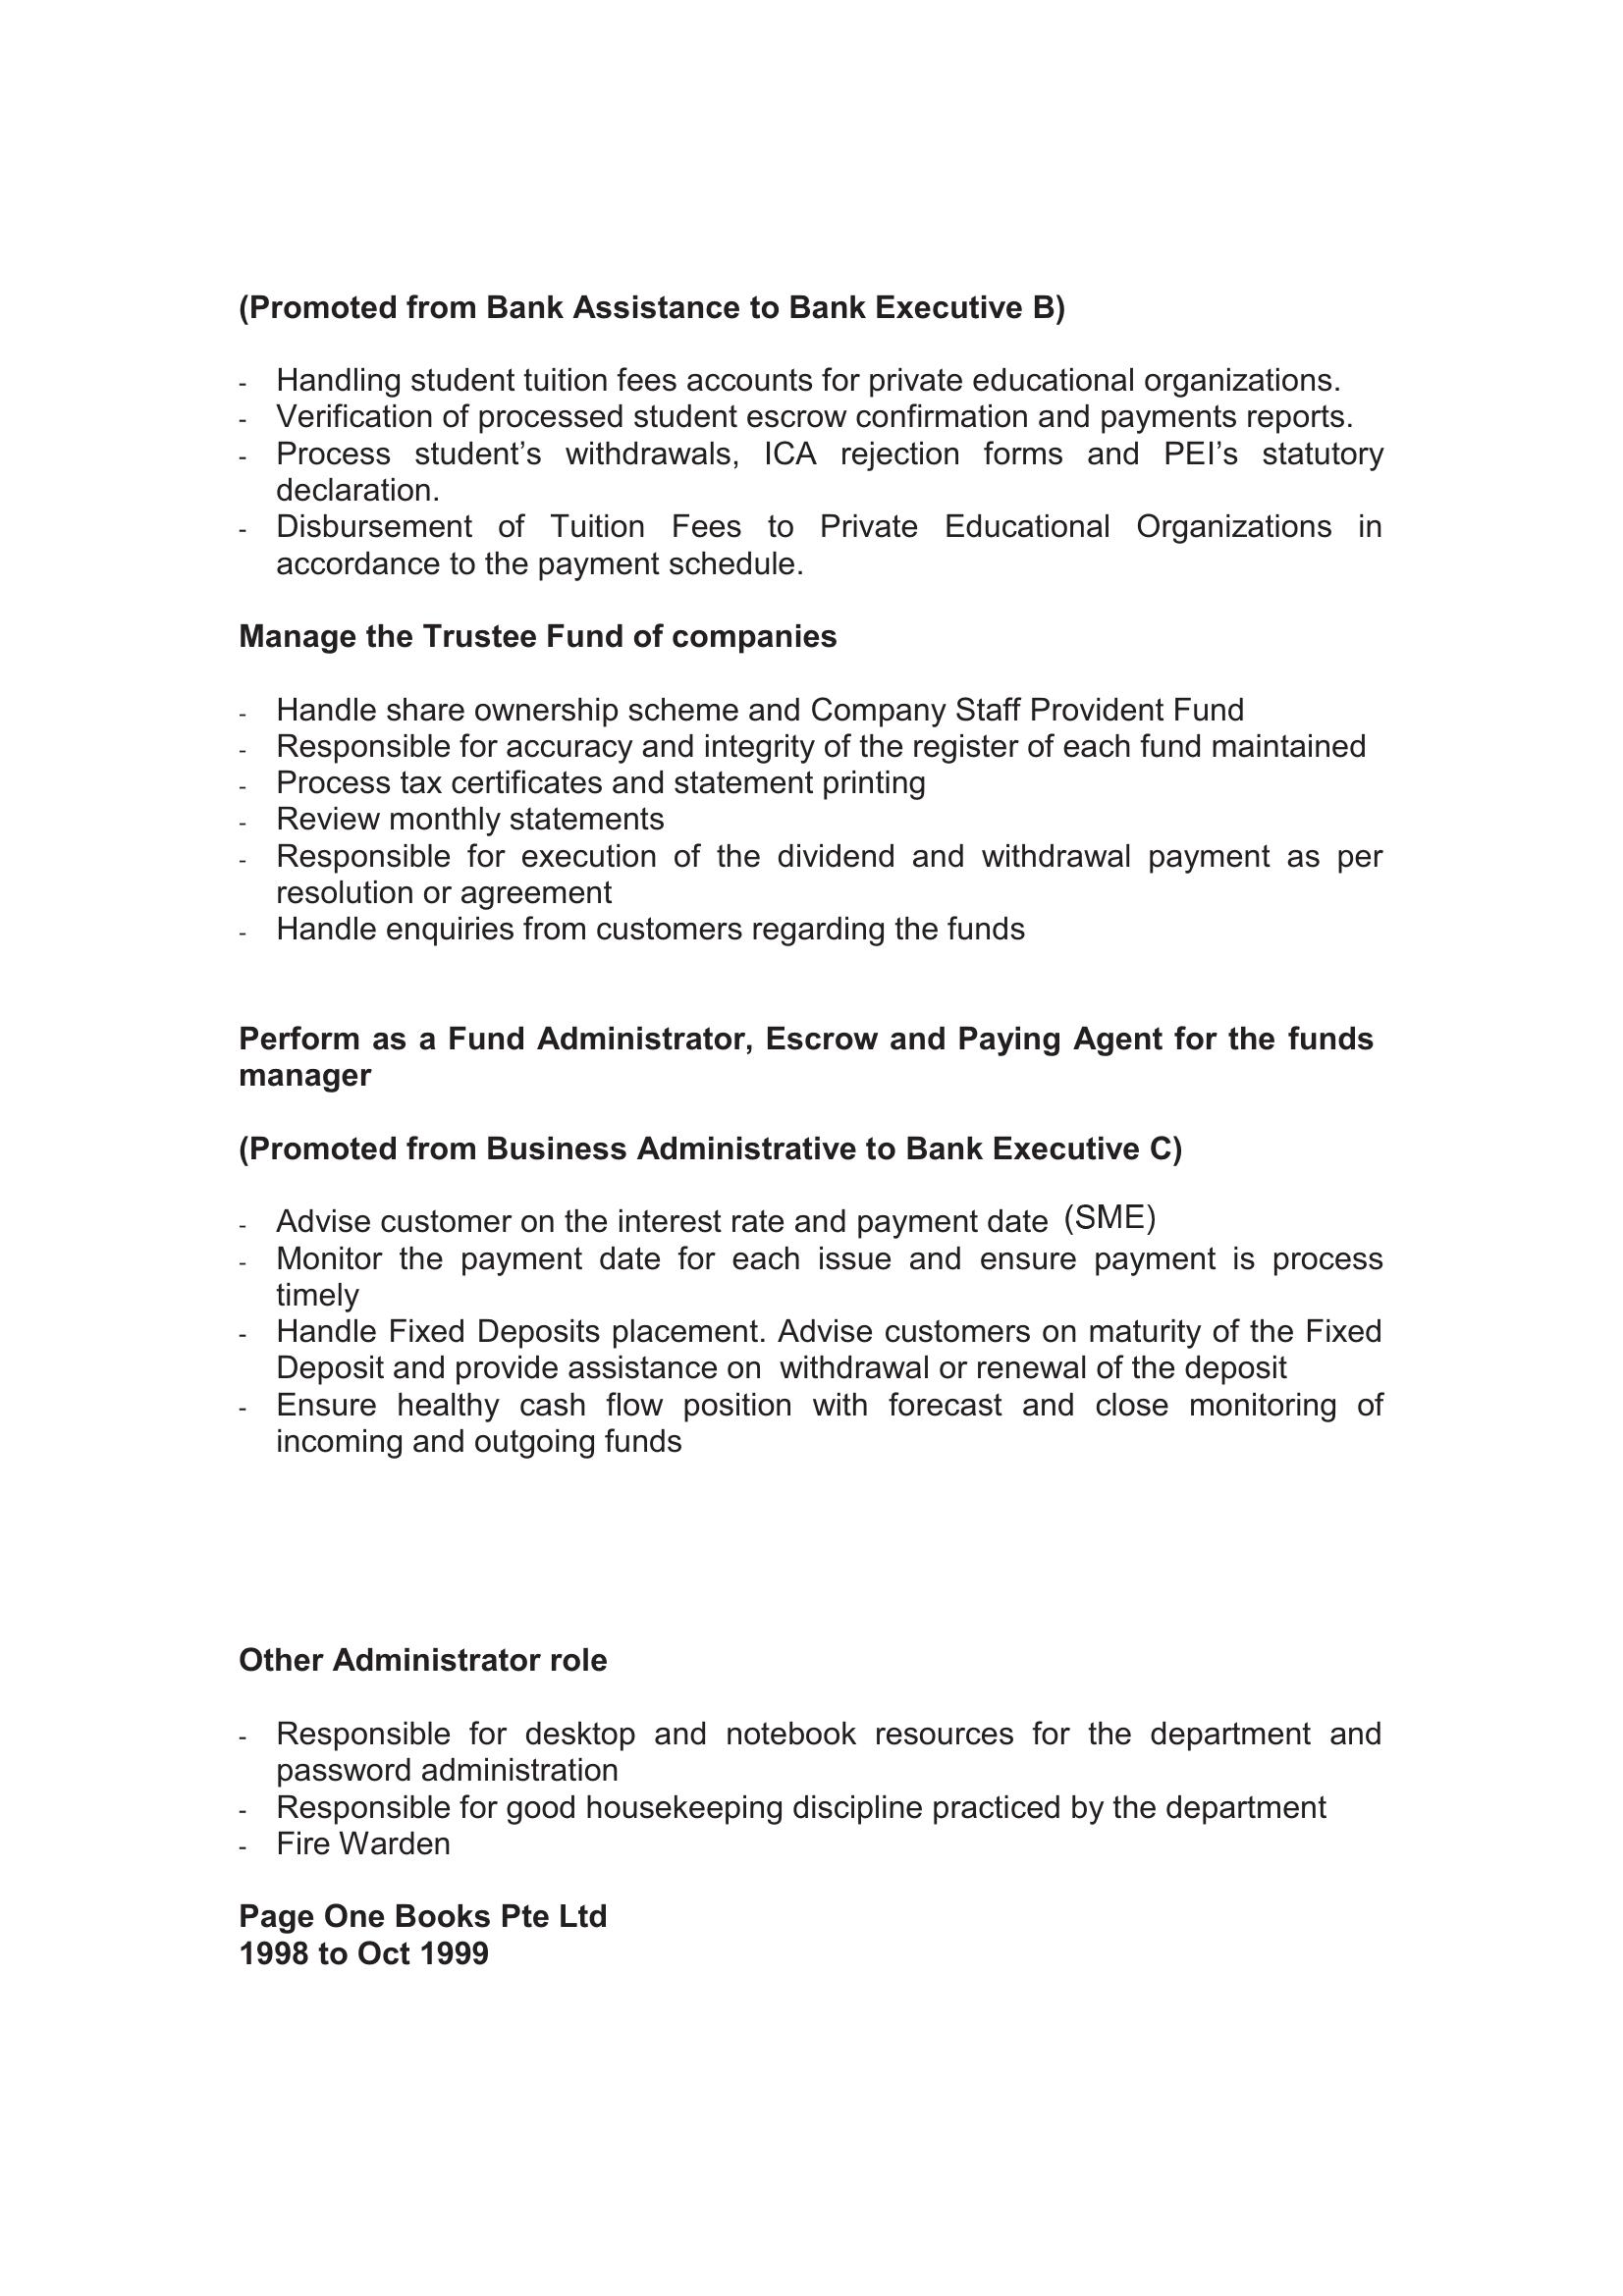 (Promoted from Bank Assistance to Bank Executive B)
- Handling student tuition fees accounts for private educational organizations.
- Verification of processed student escrow confirmation and payments reports.
- Process student’s withdrawals, ICA rejection forms and PEI’s statutory
declaration.
- Disbursement of Tuition Fees to Private Educational Organizations in
accordance to the payment schedule.
Manage the Trustee Fund of companies
- Handle share ownership scheme and Company Staff Provident Fund
- Responsible for accuracy and integrity of the register of each fund maintained
- Process tax certificates and statement printing
- Review monthly statements
- Responsible for execution of the dividend and withdrawal payment as per
resolution or agreement
- Handle enquiries from customers regarding the funds
Perform as a Fund Administrator, Escrow and Paying Agent for the funds
manager
(Promoted from Business Administrative to Bank Executive C)
- Advise customer on the interest rate and payment date (SME)
- Monitor the payment date for each issue and ensure payment is process
timely
- Handle Fixed Deposits placement. Advise customers on maturity of the Fixed
Deposit and provide assistance on withdrawal or renewal of the deposit
- Ensure healthy cash flow position with forecast and close monitoring of
incoming and outgoing funds
Other Administrator role
- Responsible for desktop and notebook resources for the department and
password administration
- Responsible for good housekeeping discipline practiced by the department
- Fire Warden
Page One Books Pte Ltd
1998 to Oct 1999